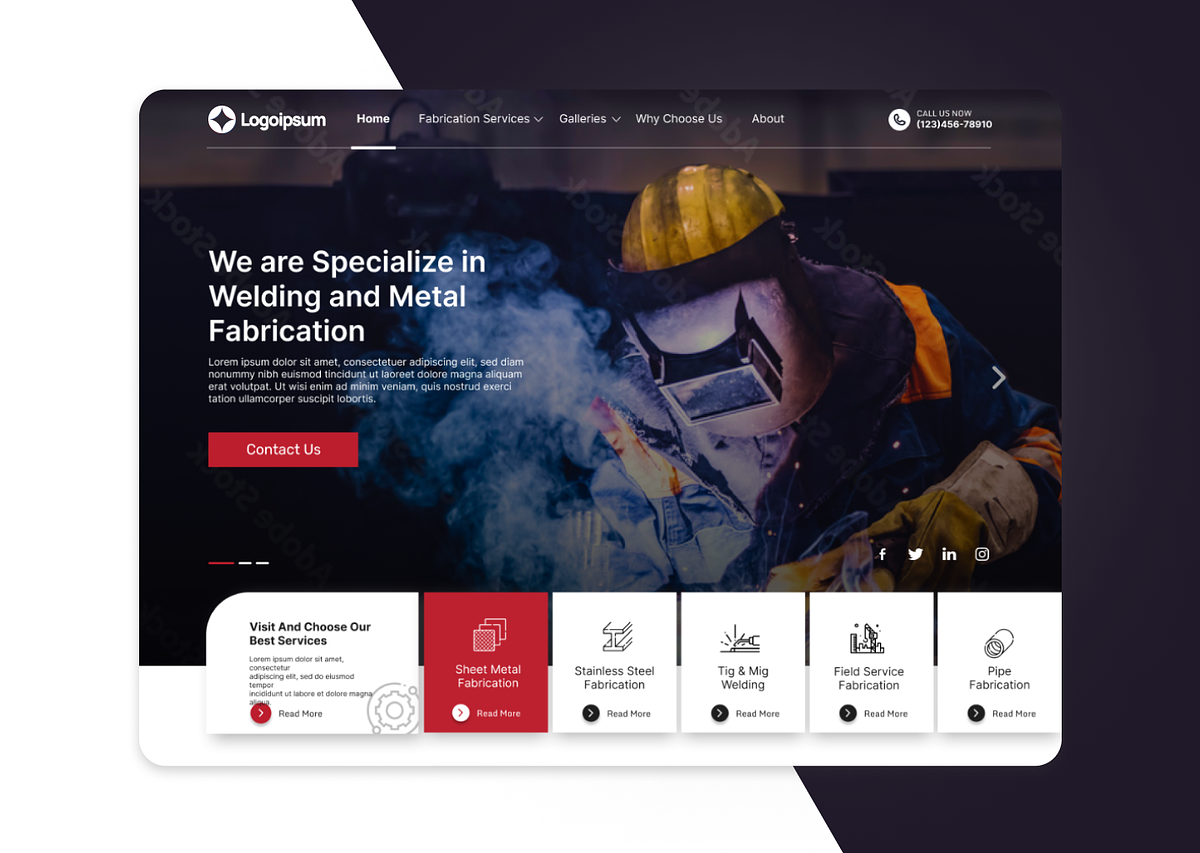 Logoipsum
Home
Fabrication Services
Galleries
Why Choose Us
About
CALL US NOW
(123)456-78910
We are Specialize in
Welding and Metal
Fabrication
Lorem ipsum dolor sit amet, consectetuer adipiscing elit, sed diam
nonummy nibh euismod tincidunt ut laoreet dolore magna aliquam
erat volutpat. Ut wisi enim ad minim veniam, quis nostrud exerci
tation ullamcorper suscipit lobortis.
Contact Us
Visit And Choose Our
Best Services
Lorem ipsum dolor sit amet,
consectetur
adipiscing elit, sed do eiusmod
tempor
incididunt ut labore et dolore magna
aliqua.
Read More
Sheet Metal
Fabrication
Read More
Stainless Steel
Fabrication
Read More
Tig & Mig
Welding
Read More
Field Service
Fabrication
Read More
Pipe
Fabrication
Read More
Adobe Stock